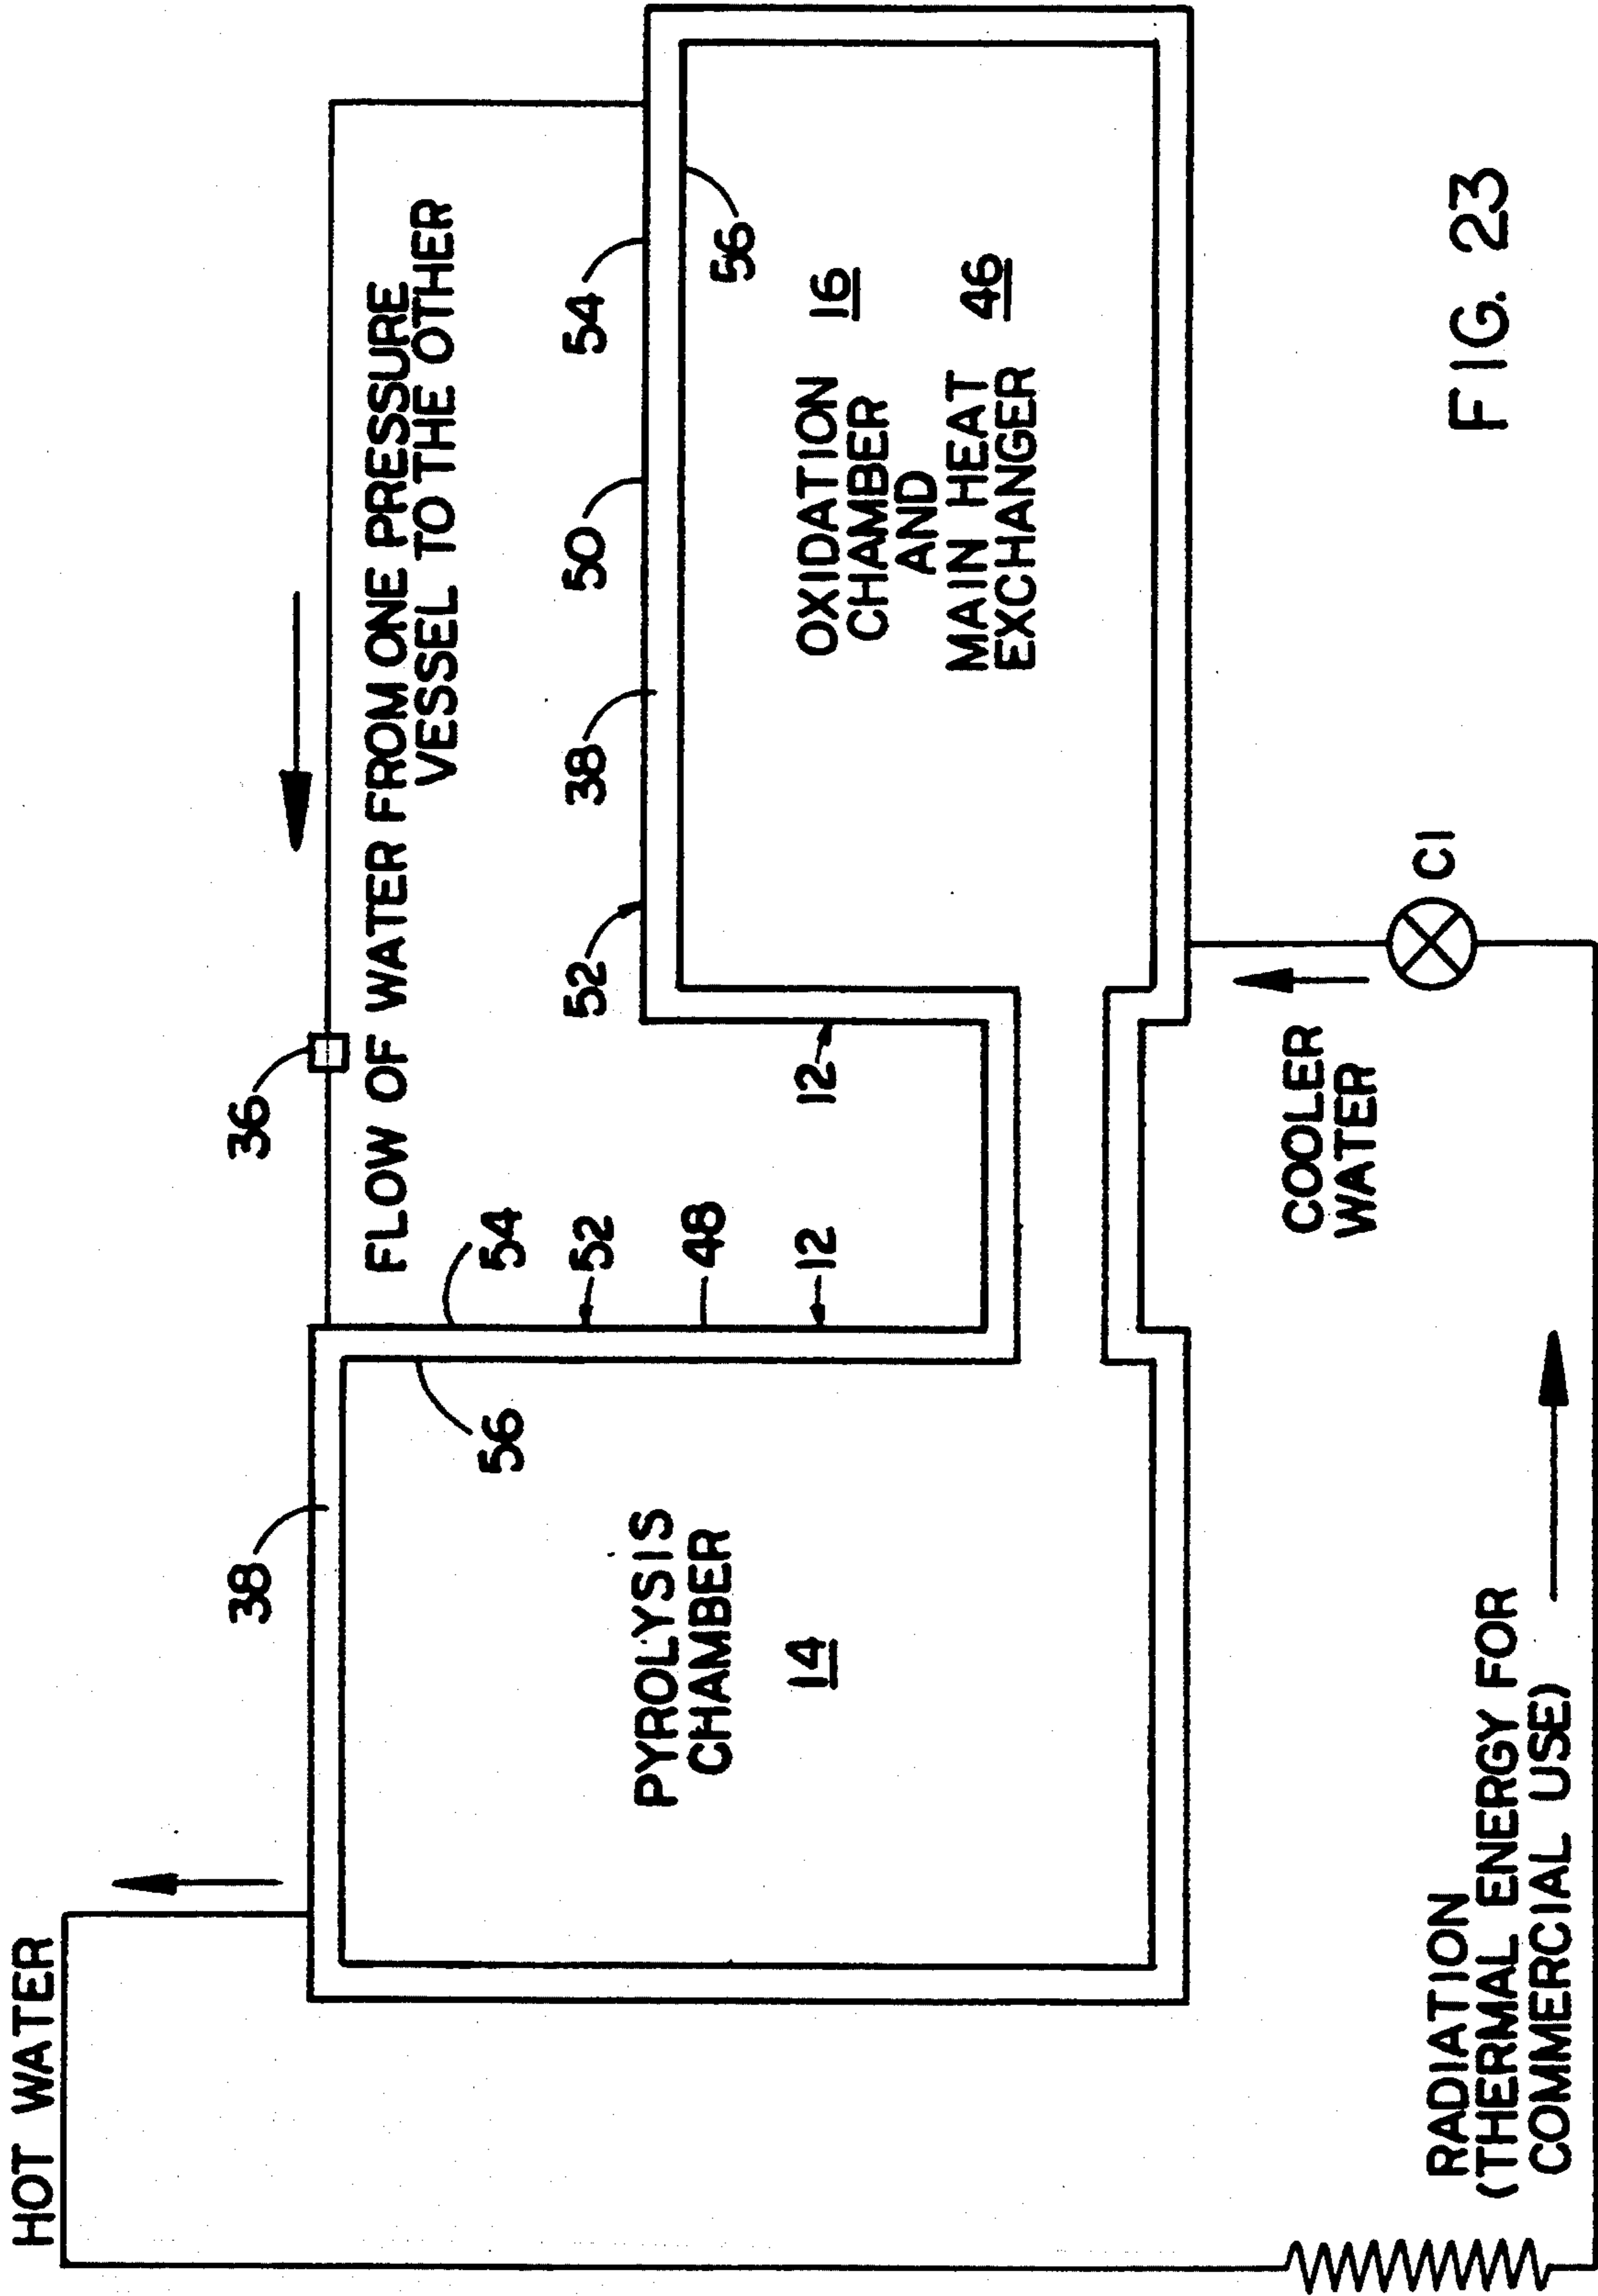 HOT WATER
38
36
FLOW OF WATER FROM ONE PRESSURE
VESSEL TO THE OTHER
56
54
52
48
12
PYROLYSIS
CHAMBER
14
52
38
50
54
56
12
OXIDATION 16
CHAMBER
AND
MAIN HEAT 46
EXCHANGER
COOLER
WATER
C1
RADIATION
(THERMAL ENERGY FOR
COMMERCIAL USE)
FIG. 23